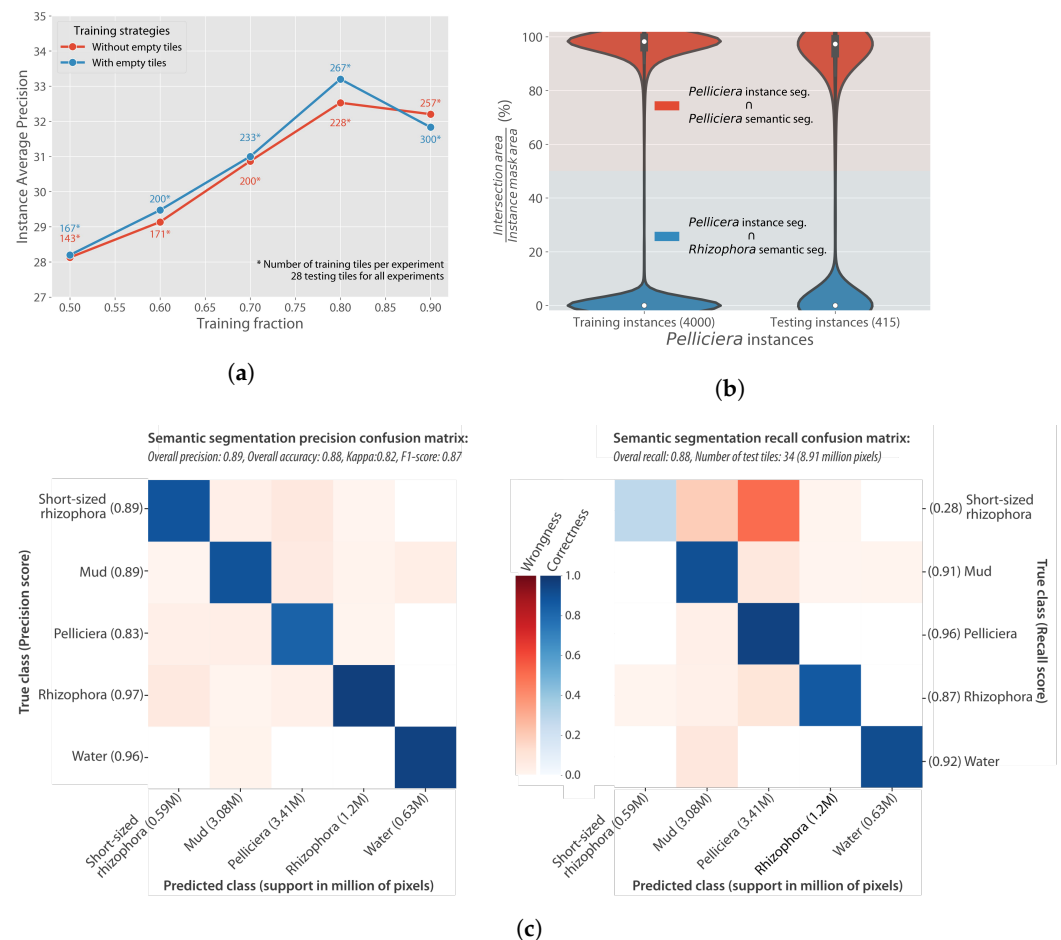 35
34
33
32
31
30
29
28
27
Instance Average Precision
Training strategies
Without empty tiles
With empty tiles
167*
143*
200*
171*
233*
200*
267*
228*
257*
300*
* Number of training tiles per experiment
28 testing tiles for all experiments
0.50 0.55 0.60 0.65 0.70 0.75 0.80 0.85 0.90
Training fraction
(a)
100
80
60
40
20
0
Intersection area
Instance mask area
(%)
Pelliciera instance seg.
∩
Pelliciera semantic seg.
Pellicera instance seg.
∩
Rhizophora semantic seg.
Training instances (4000) Testing instances (415)
Pelliciera instances
(b)
Semantic segmentation precision confusion matrix:
Overall precision: 0.89, Overall accuracy: 0.88, Kappa:0.82, F1-score: 0.87
True class (Precision score)
Short-sized
rhizophora (0.89)
Mud (0.89)
Pelliciera (0.83)
Rhizophora (0.97)
Water (0.96)
Short-sized
rhizophora (0.59M)
Mud (3.08M)
Pelliciera (3.41M)
Rhizophora (1.2M)
Water (0.63M)
Predicted class (support in million of pixels)
Wrongness
Correctness
1.0
0.8
0.6
0.4
0.2
0.0
Semantic segmentation recall confusion matrix:
Overal recall: 0.88, Number of test tiles: 34 (8.91 million pixels)
(0.28) Short-sized
rhizophora
(0.91) Mud
(0.96) Pelliciera
(0.87) Rhizophora
(0.92) Water
True class (Recall score)
Short-sized
rhizophora (0.59M)
Mud (3.08M)
Pelliciera (3.41M)
Rhizophora (1.2M)
Water (0.63M)
Predicted class (support in million of pixels)
(c)